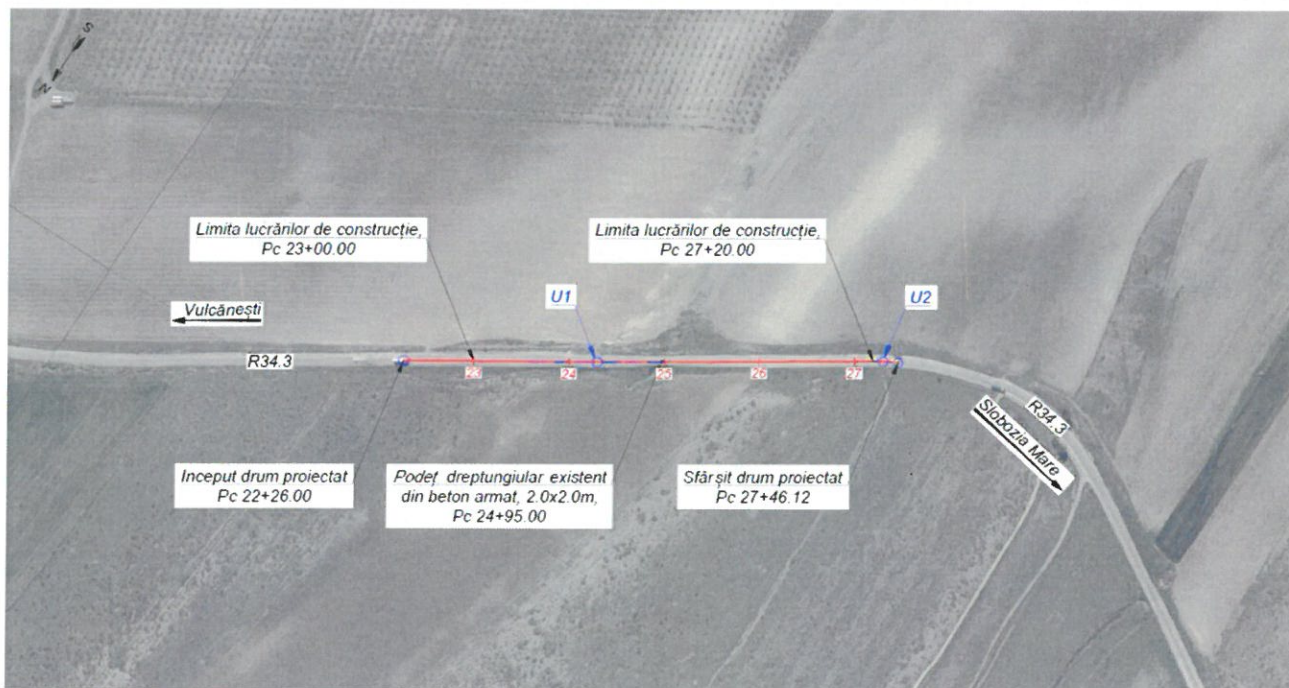 S
N
Limita lucrărilor de construcție,
Pc 23+00.00
Limita lucrărilor de construcție,
Pc 27+20.00
Vulcănești
U1
U2
R34.3
23
24
25
26
27
R34.3
Slobozia Mare
Inceput drum proiectat
Pc 22+26.00
Podeț dreptungiular existent
din beton armat, 2.0x2.0m,
Pc 24+95.00
Sfârșit drum proiectat
Pc 27+46.12